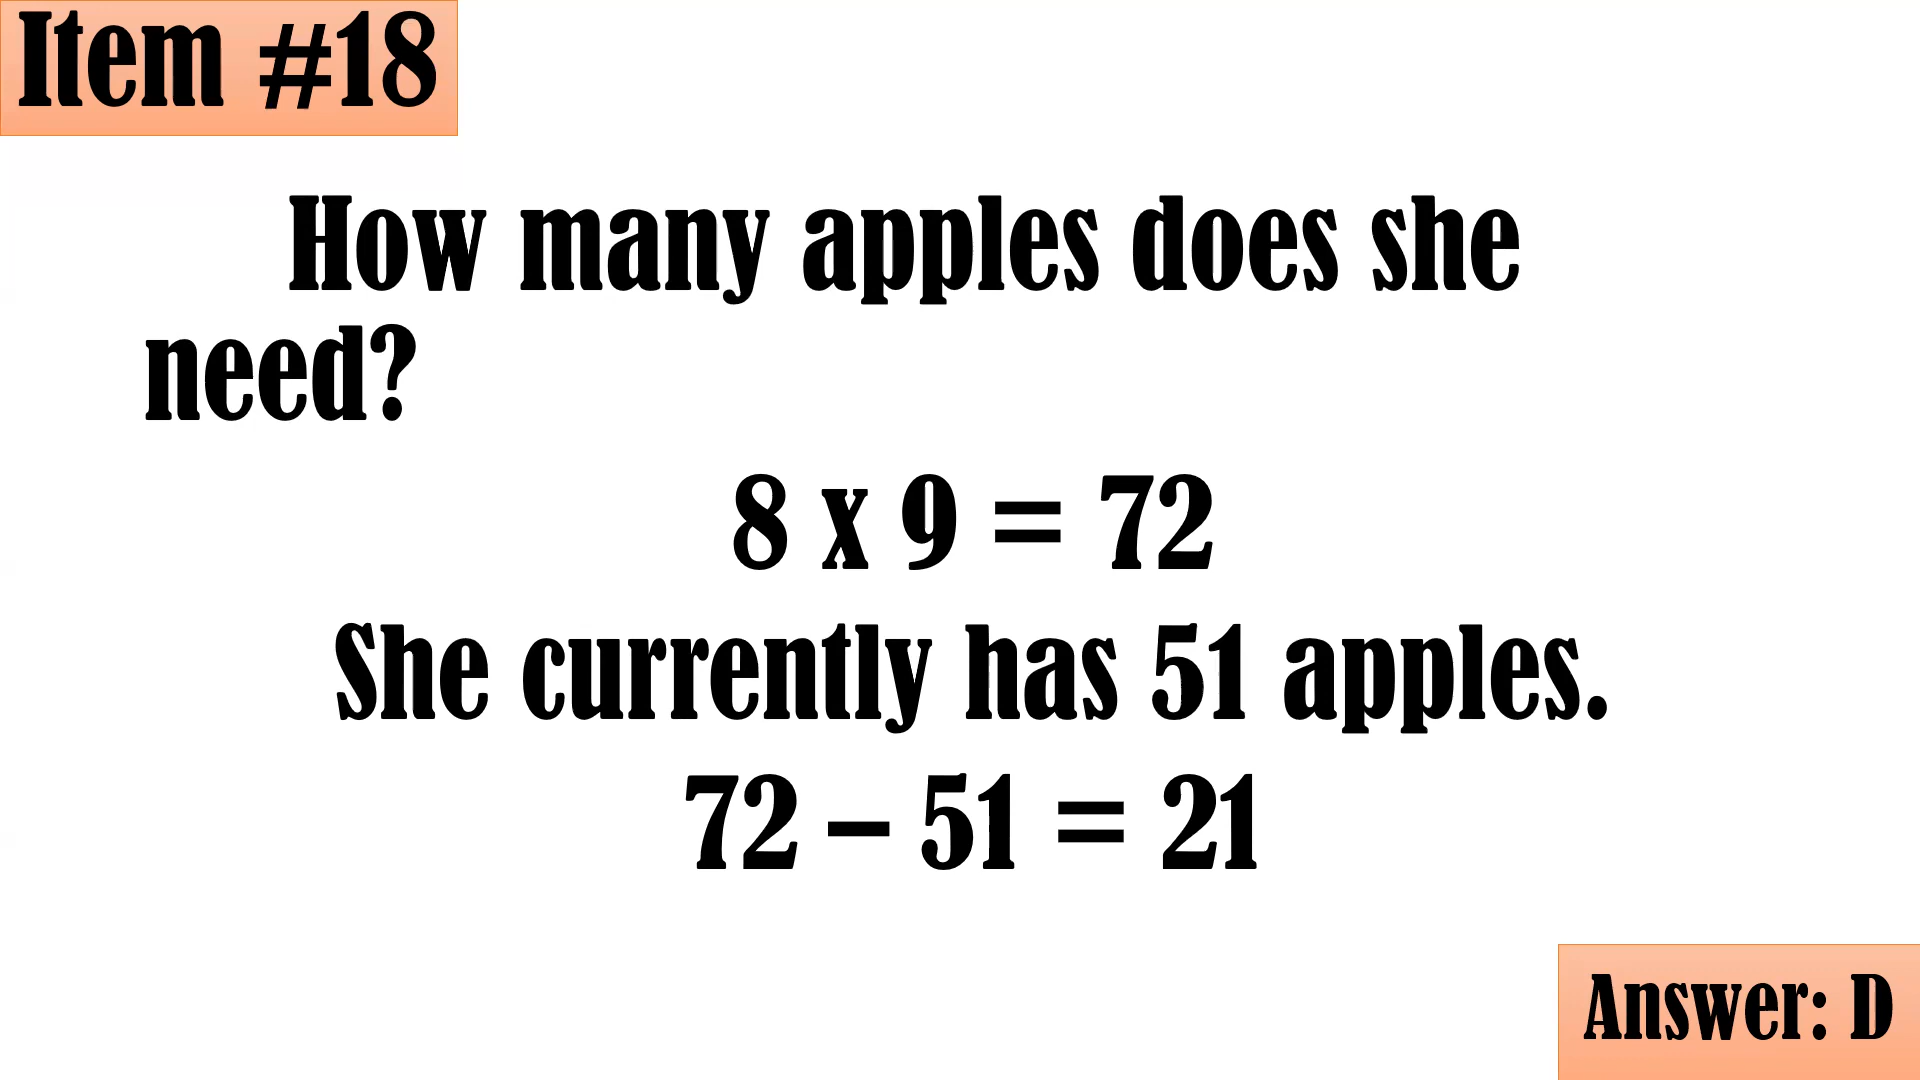 Item #18
How many apples does she
need?
8 x 9 = 72
She currently has 51 apples.
72 – 51 = 21
Answer: D